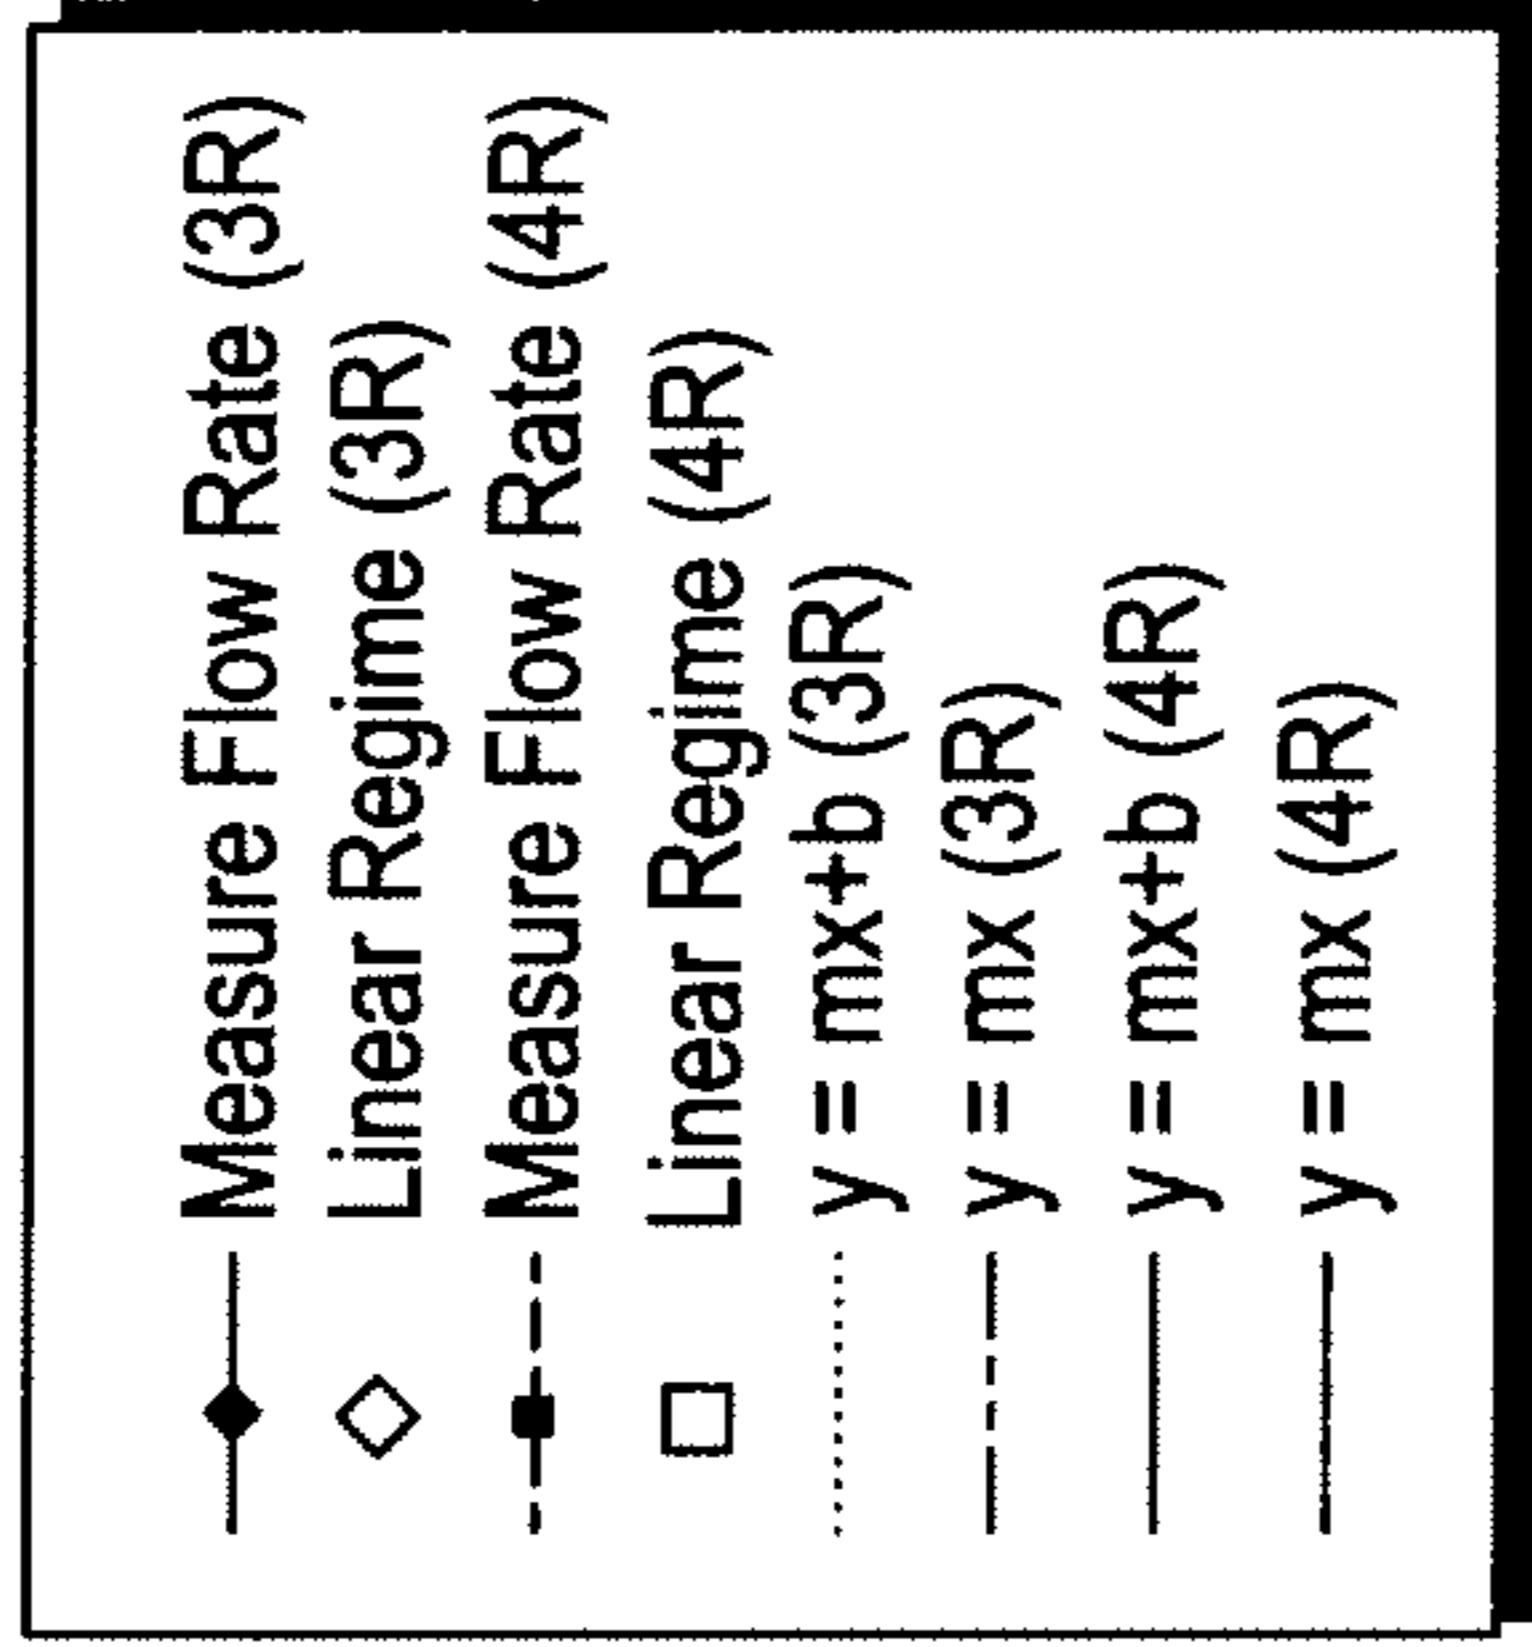 Measure Flow Rate (3R)
Linear Regime (3R)
Measure Flow Rate (4R)
Linear Regime (4R)
y = mx+b (3R)
y = mx (3R)
y = mx+b (4R)
y = mx (4R)